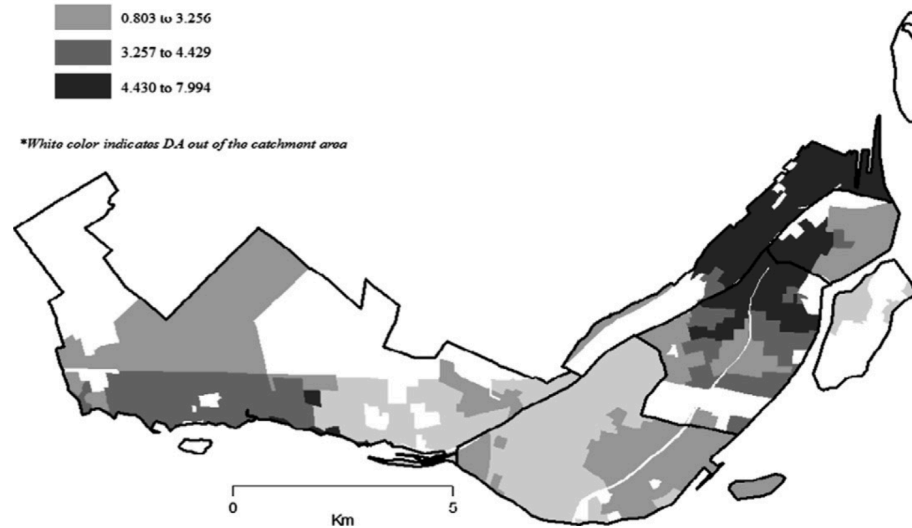 0.803 to 3.256
3.257 to 4.429
4.430 to 7.994
*White color indicates DA out of the catchment area
0 5
Km